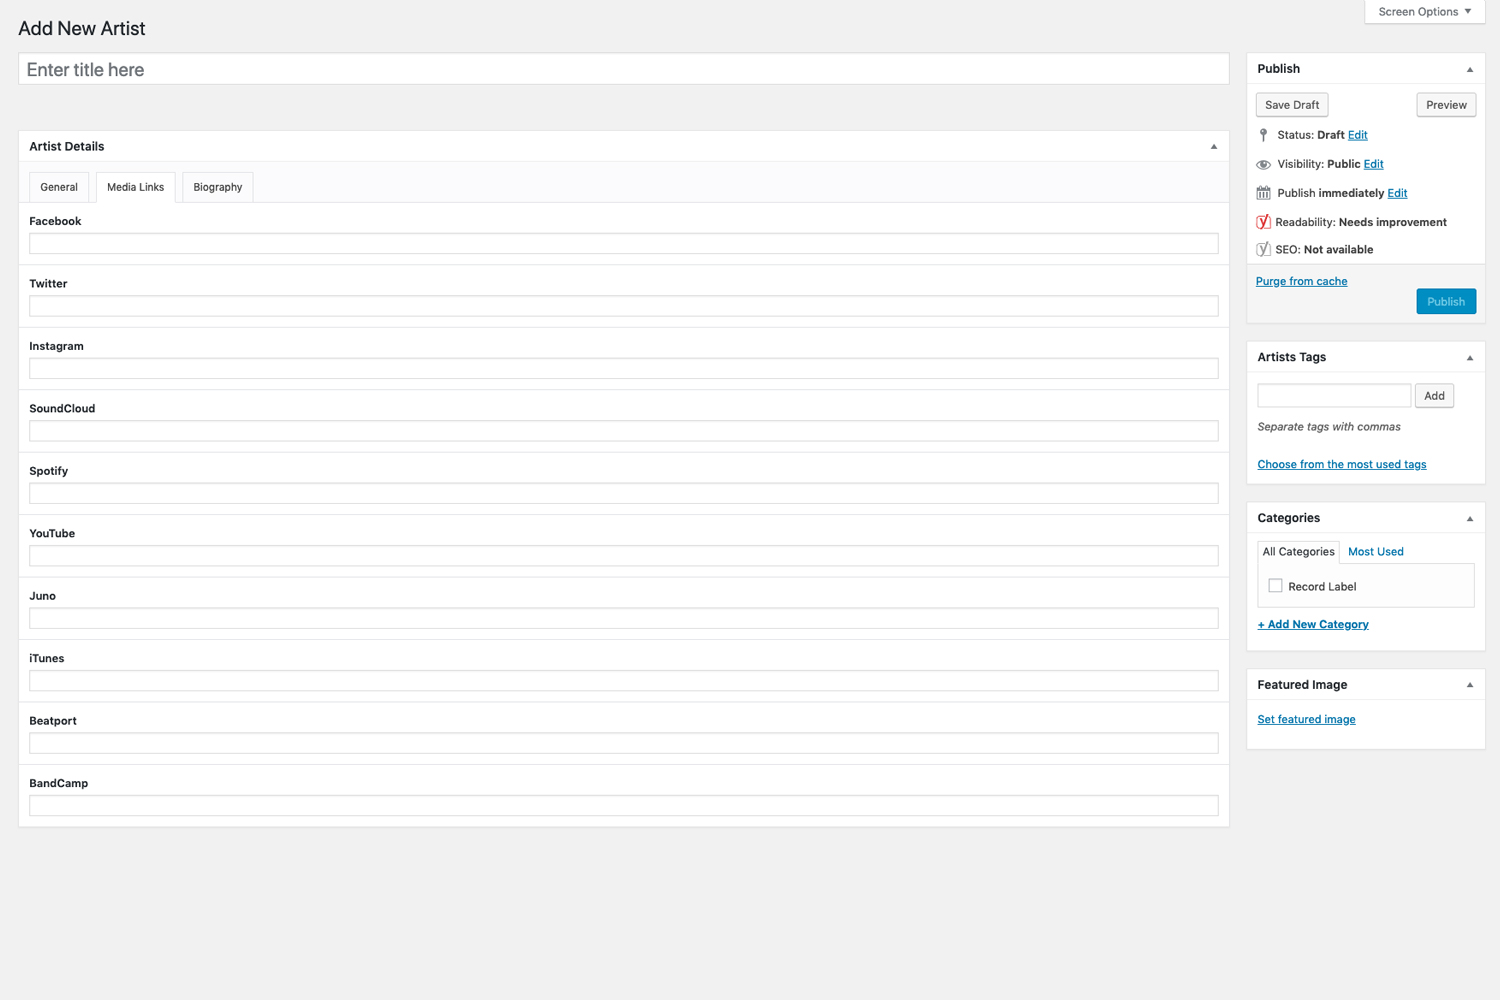 Screen Options
Add New Artist
Enter title here
Artist Details
General
Media Links
Biography
Facebook
Twitter
Instagram
SoundCloud
Spotify
YouTube
Juno
iTunes
Beatport
BandCamp
Publish
Save Draft
Preview
Status: Draft Edit
Visibility: Public Edit
Publish immediately Edit
Readability: Needs improvement
SEO: Not available
Purge from cache
Publish
Artists Tags
Add
Separate tags with commas
Choose from the most used tags
Categories
All Categories
Most Used
Record Label
+ Add New Category
Featured Image
Set featured image